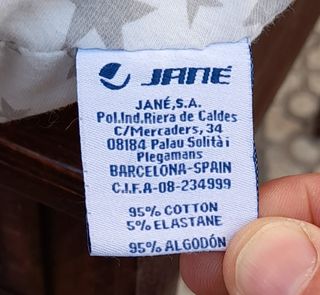 JANÉ
JANÉ,S.A.
Pol.Ind.Riera de Caldes
C/Mercaders, 34
08184 Palau Solità i
Plegamans
BARCELONA-SPAIN
C.I.F.A-08-234999
95% COTTON
5% ELASTANE
95% ALGODÓN